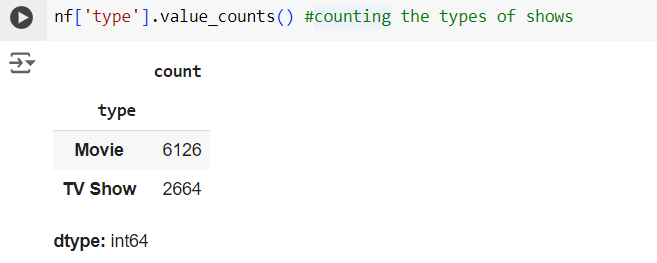 nf['type'].value_counts() #counting the types of shows
count
type
Movie 6126
TV Show 2664
dtype: int64